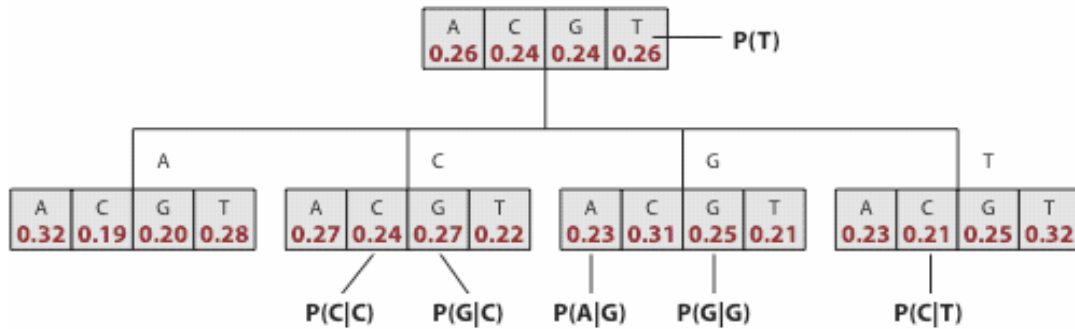 A C G T
0.26 0.24 0.24 0.26
P(T)
A C G T
A C G T A C G T A C G T A C G T
0.32 0.19 0.20 0.28 0.27 0.24 0.27 0.22 0.23 0.31 0.25 0.21 0.23 0.21 0.25 0.32
P(C|C) P(G|C) P(A|G) P(G|G) P(C|T)